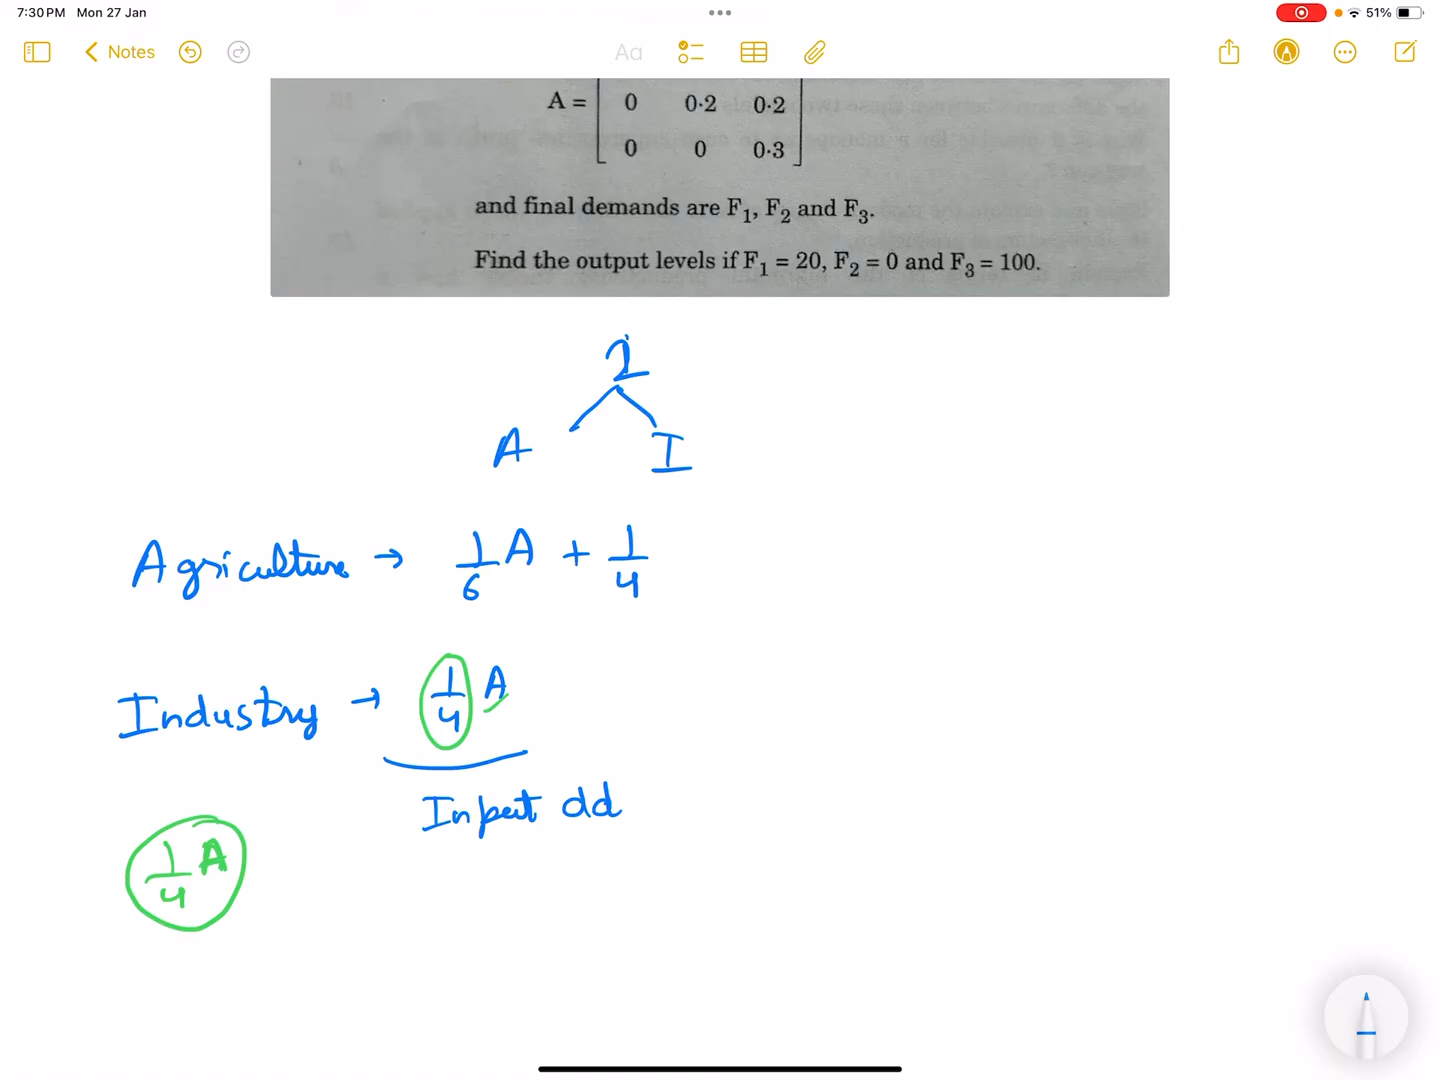 7:30 PM Mon 27 Jan
51%
Notes
Aa
A = 0 0·2 0·2
0 0 0·3
and final demands are F₁, F₂ and F₃.
Find the output levels if F₁ = 20, F₂ = 0 and F₃ = 100.
2
A I
Agriculture → 1/6 A + 1/4
Industry → 1/4 A
Input dd
1/4 A